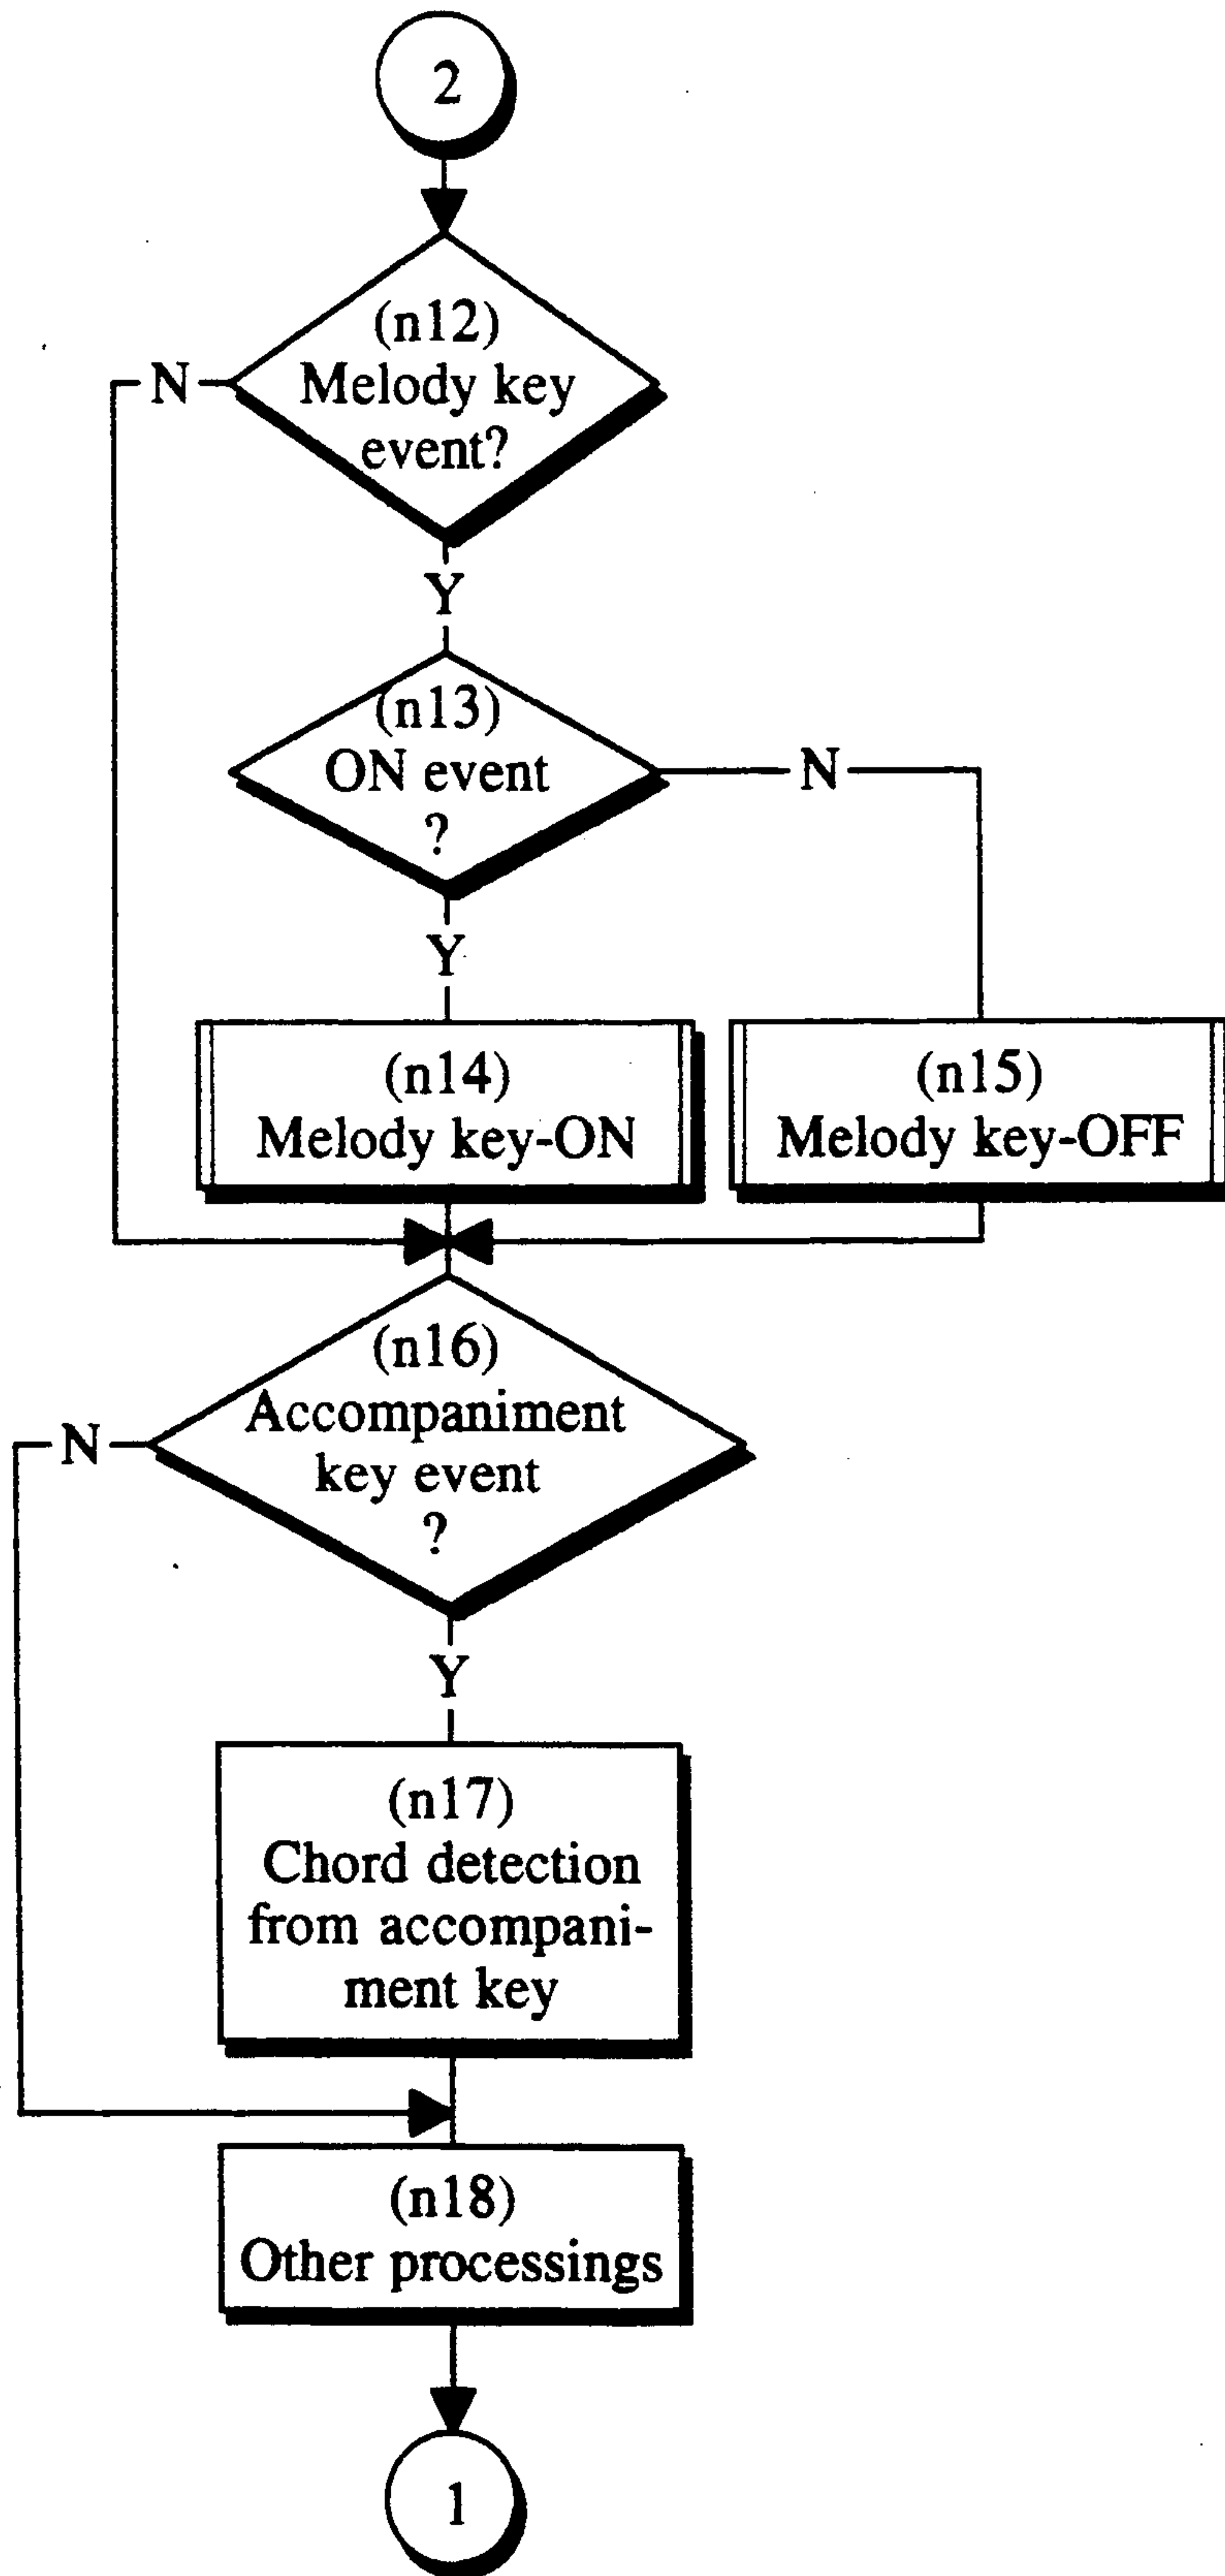 2
(n12)
Melody key
event?
N
Y
(n13)
ON event
?
N
Y
(n14)
Melody key-ON
(n15)
Melody key-OFF
(n16)
Accompaniment
key event
?
N
Y
(n17)
Chord detection
from accompani-
ment key
(n18)
Other processings
1